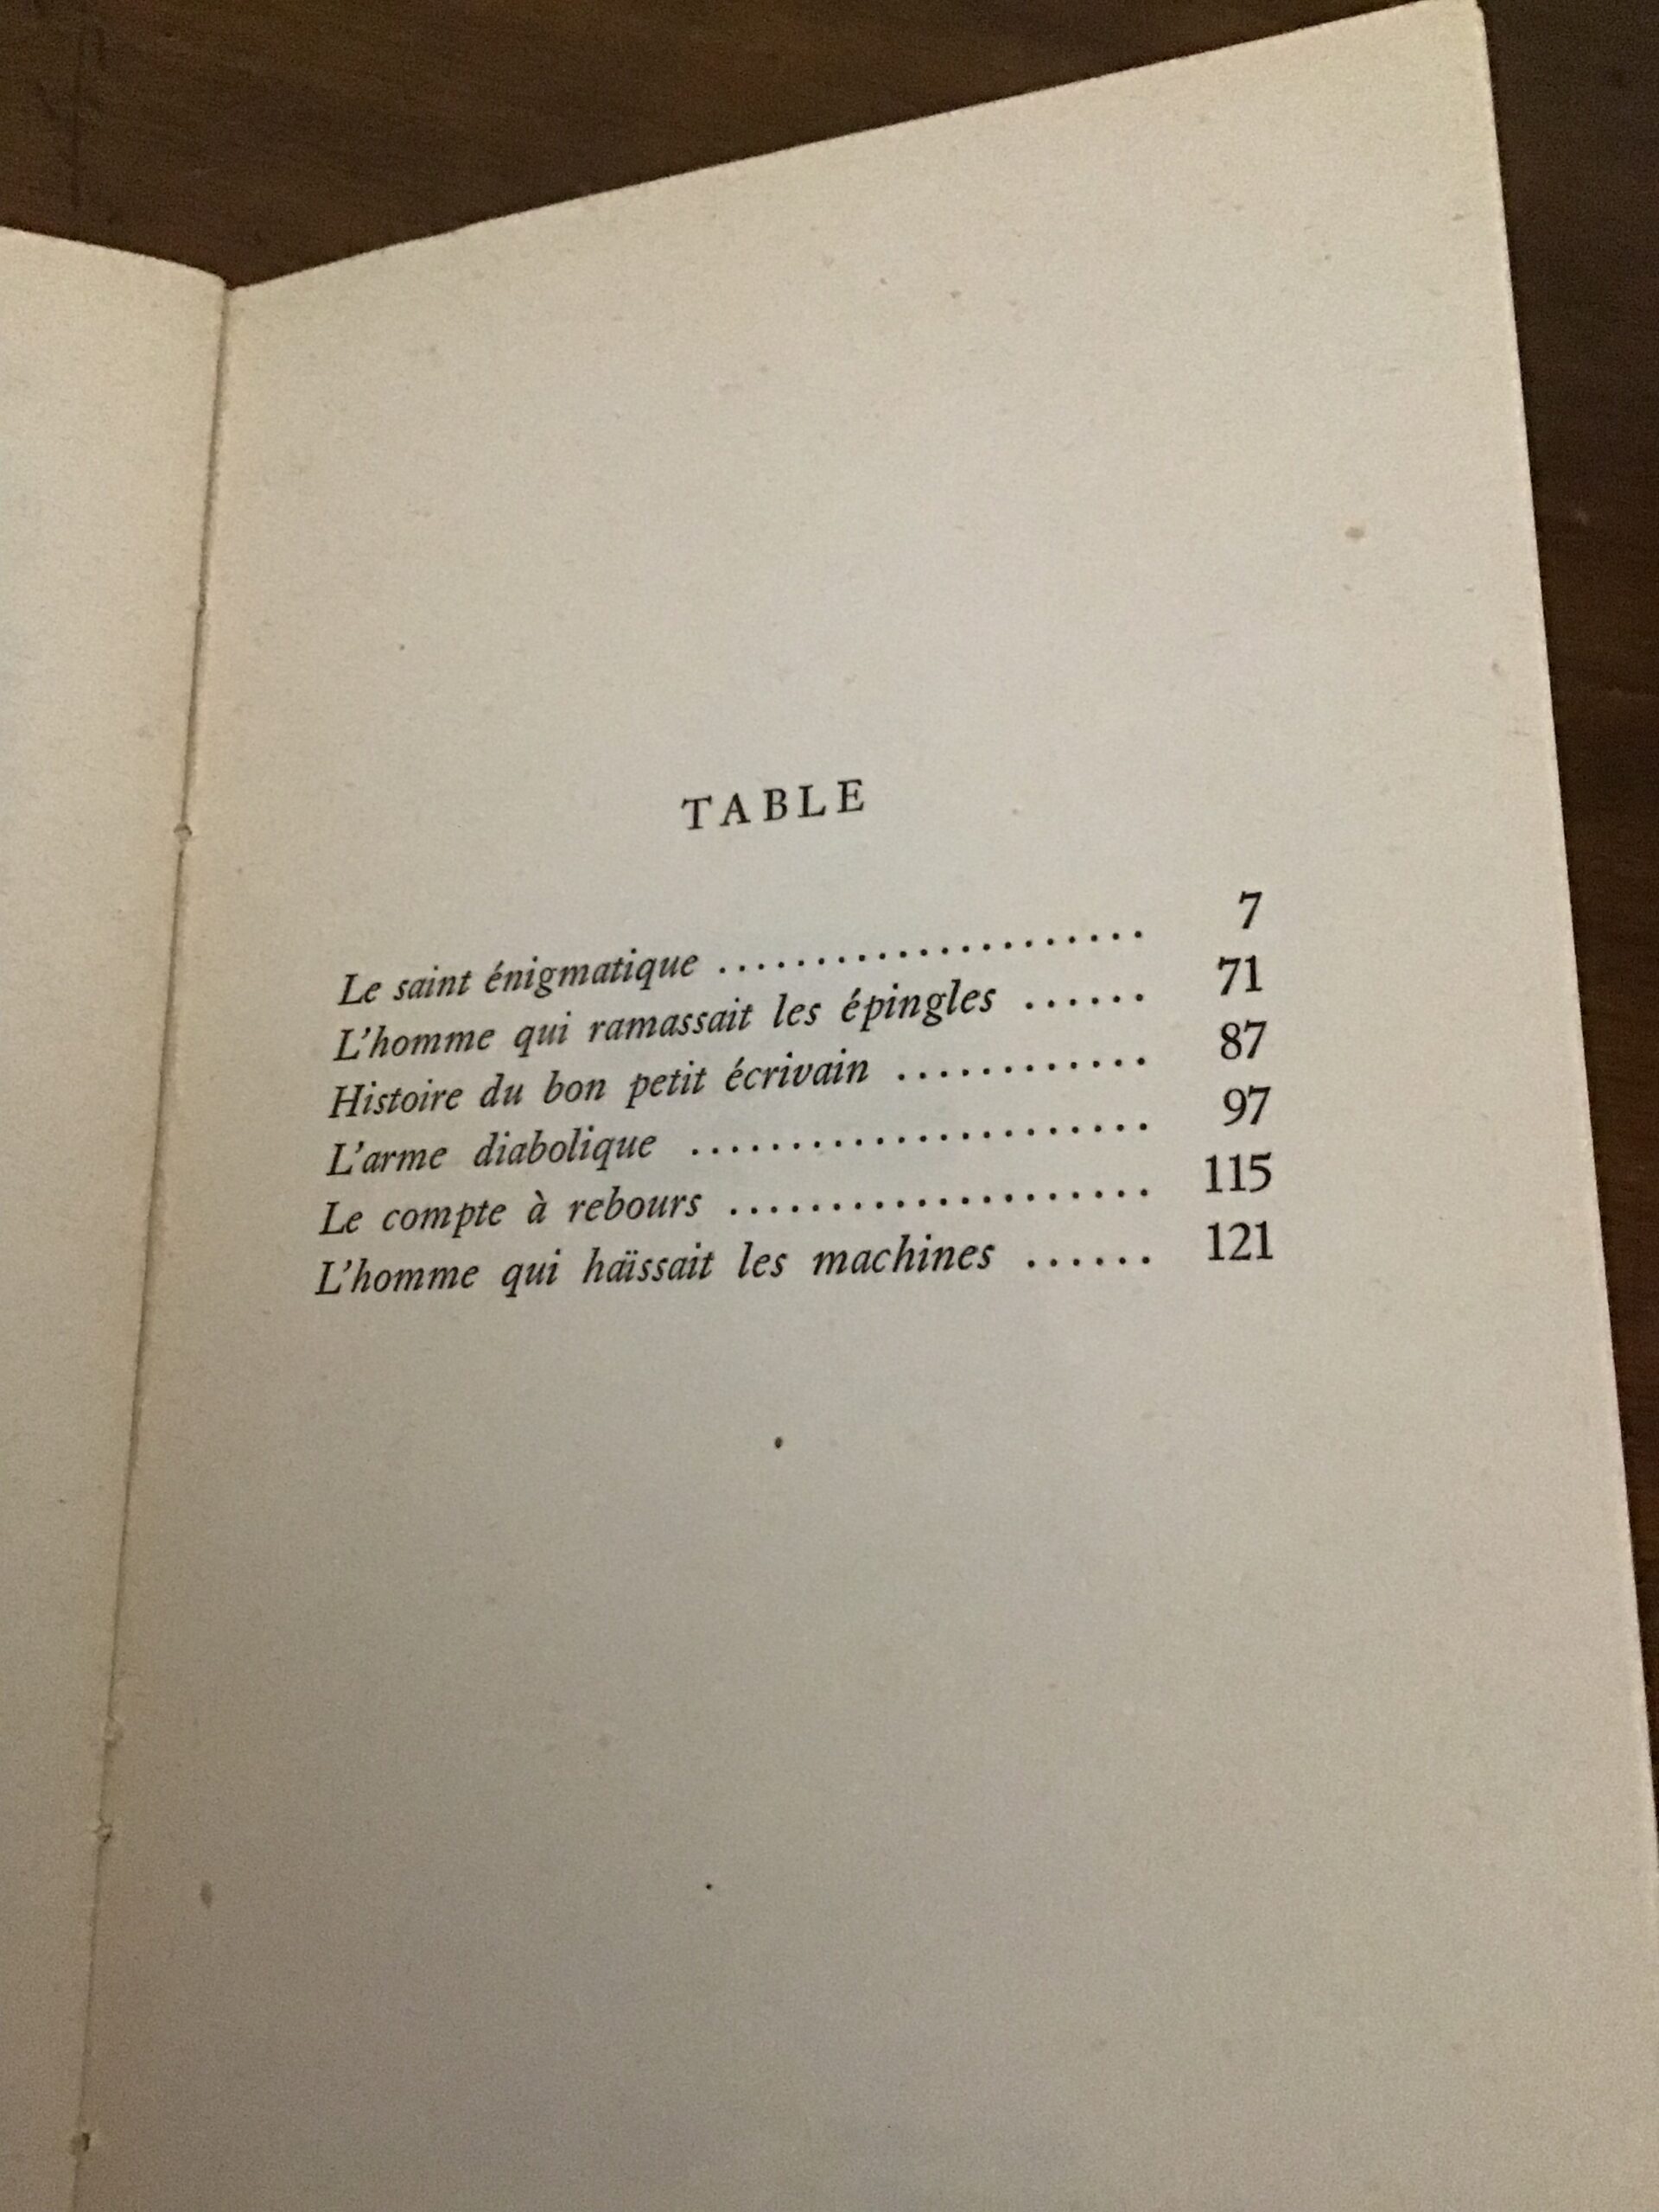 TABLE
Le saint énigmatique ...................... 7
L'homme qui ramassait les épingles ...... 71
Histoire du bon petit écrivain ............ 87
L'arme diabolique ...................... 97
Le compte à rebours .................... 115
L'homme qui haïssait les machines ...... 121